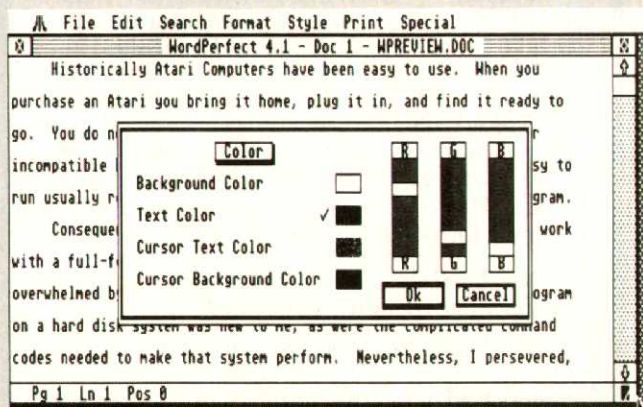 File Edit Search Format Style Print Special
WordPerfect 4.1 - Doc 1 - WPREVIEW.DOC
Historically Atari Computers have been easy to use. When you
purchase an Atari you bring it home, plug it in, and find it ready to
go. You do n
incompatible sy to
run usually r gram.
Conseque work
with a full-f
overwhelmed b ogram
on a hard disk system was new to me, as were the complicated command
codes needed to make that system perform. Nevertheless, I persevered,
Color
R G B
Background Color
Text Color ✓
Cursor Text Color
Cursor Background Color
R G B
Ok Cancel
Pg 1 Ln 1 Pos 0